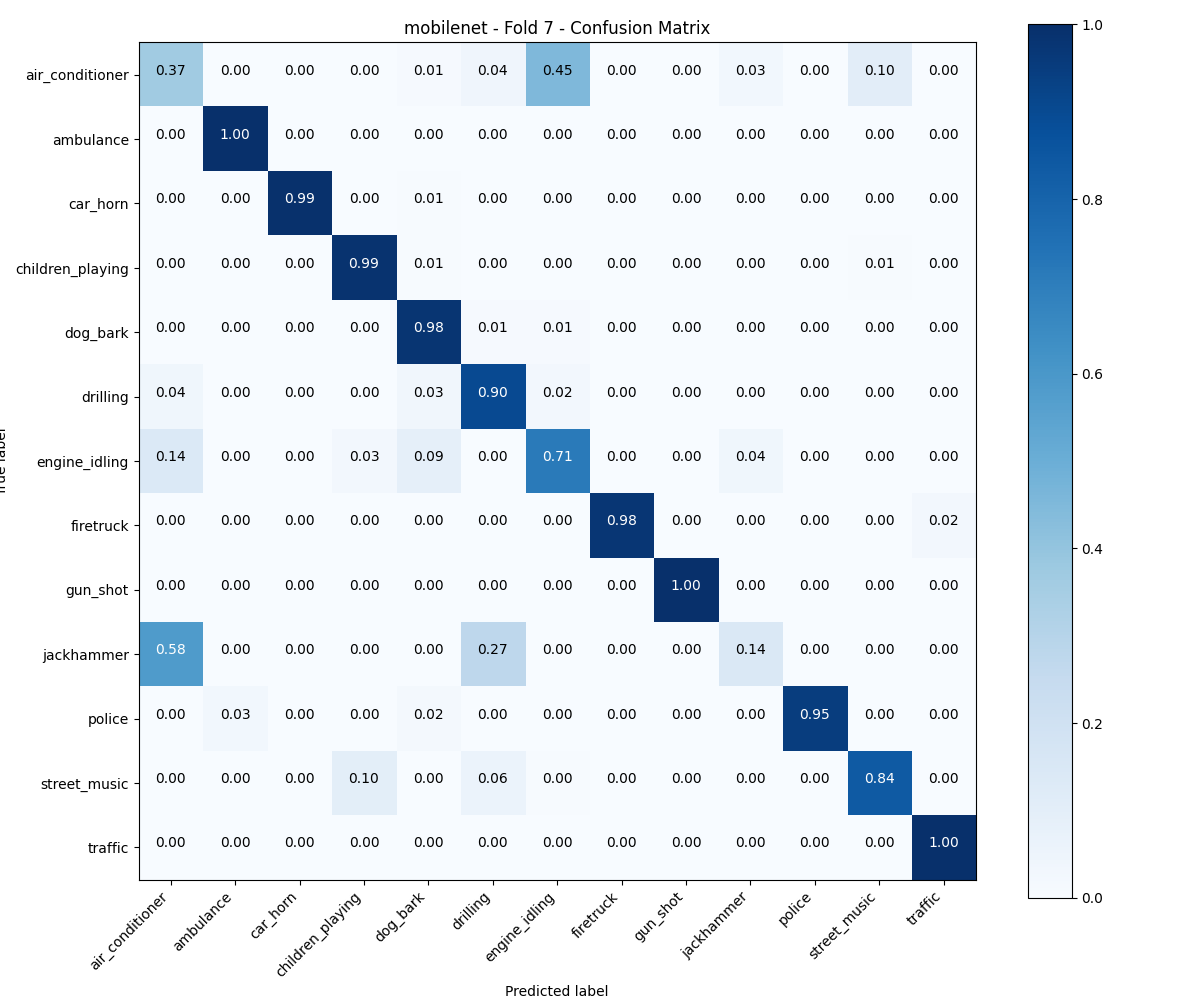 mobilenet - Fold 7 - Confusion Matrix
air_conditioner 0.37 0.00 0.00 0.00 0.01 0.04 0.45 0.00 0.00 0.03 0.00 0.10 0.00
ambulance 0.00 1.00 0.00 0.00 0.00 0.00 0.00 0.00 0.00 0.00 0.00 0.00 0.00
car_horn 0.00 0.00 0.99 0.00 0.01 0.00 0.00 0.00 0.00 0.00 0.00 0.00 0.00
children_playing 0.00 0.00 0.00 0.99 0.01 0.00 0.00 0.00 0.00 0.00 0.00 0.01 0.00
dog_bark 0.00 0.00 0.00 0.00 0.98 0.01 0.01 0.00 0.00 0.00 0.00 0.00 0.00
drilling 0.04 0.00 0.00 0.00 0.03 0.90 0.02 0.00 0.00 0.00 0.00 0.00 0.00
engine_idling 0.14 0.00 0.00 0.03 0.09 0.00 0.71 0.00 0.00 0.04 0.00 0.00 0.00
firetruck 0.00 0.00 0.00 0.00 0.00 0.00 0.00 0.98 0.00 0.00 0.00 0.00 0.02
gun_shot 0.00 0.00 0.00 0.00 0.00 0.00 0.00 0.00 1.00 0.00 0.00 0.00 0.00
jackhammer 0.58 0.00 0.00 0.00 0.00 0.27 0.00 0.00 0.00 0.14 0.00 0.00 0.00
police 0.00 0.03 0.00 0.00 0.02 0.00 0.00 0.00 0.00 0.00 0.95 0.00 0.00
street_music 0.00 0.00 0.00 0.10 0.00 0.06 0.00 0.00 0.00 0.00 0.00 0.84 0.00
traffic 0.00 0.00 0.00 0.00 0.00 0.00 0.00 0.00 0.00 0.00 0.00 0.00 1.00
air_conditioner ambulance car_horn children_playing dog_bark drilling engine_idling firetruck gun_shot jackhammer police street_music traffic
Predicted label
label
1.0
0.8
0.6
0.4
0.2
0.0